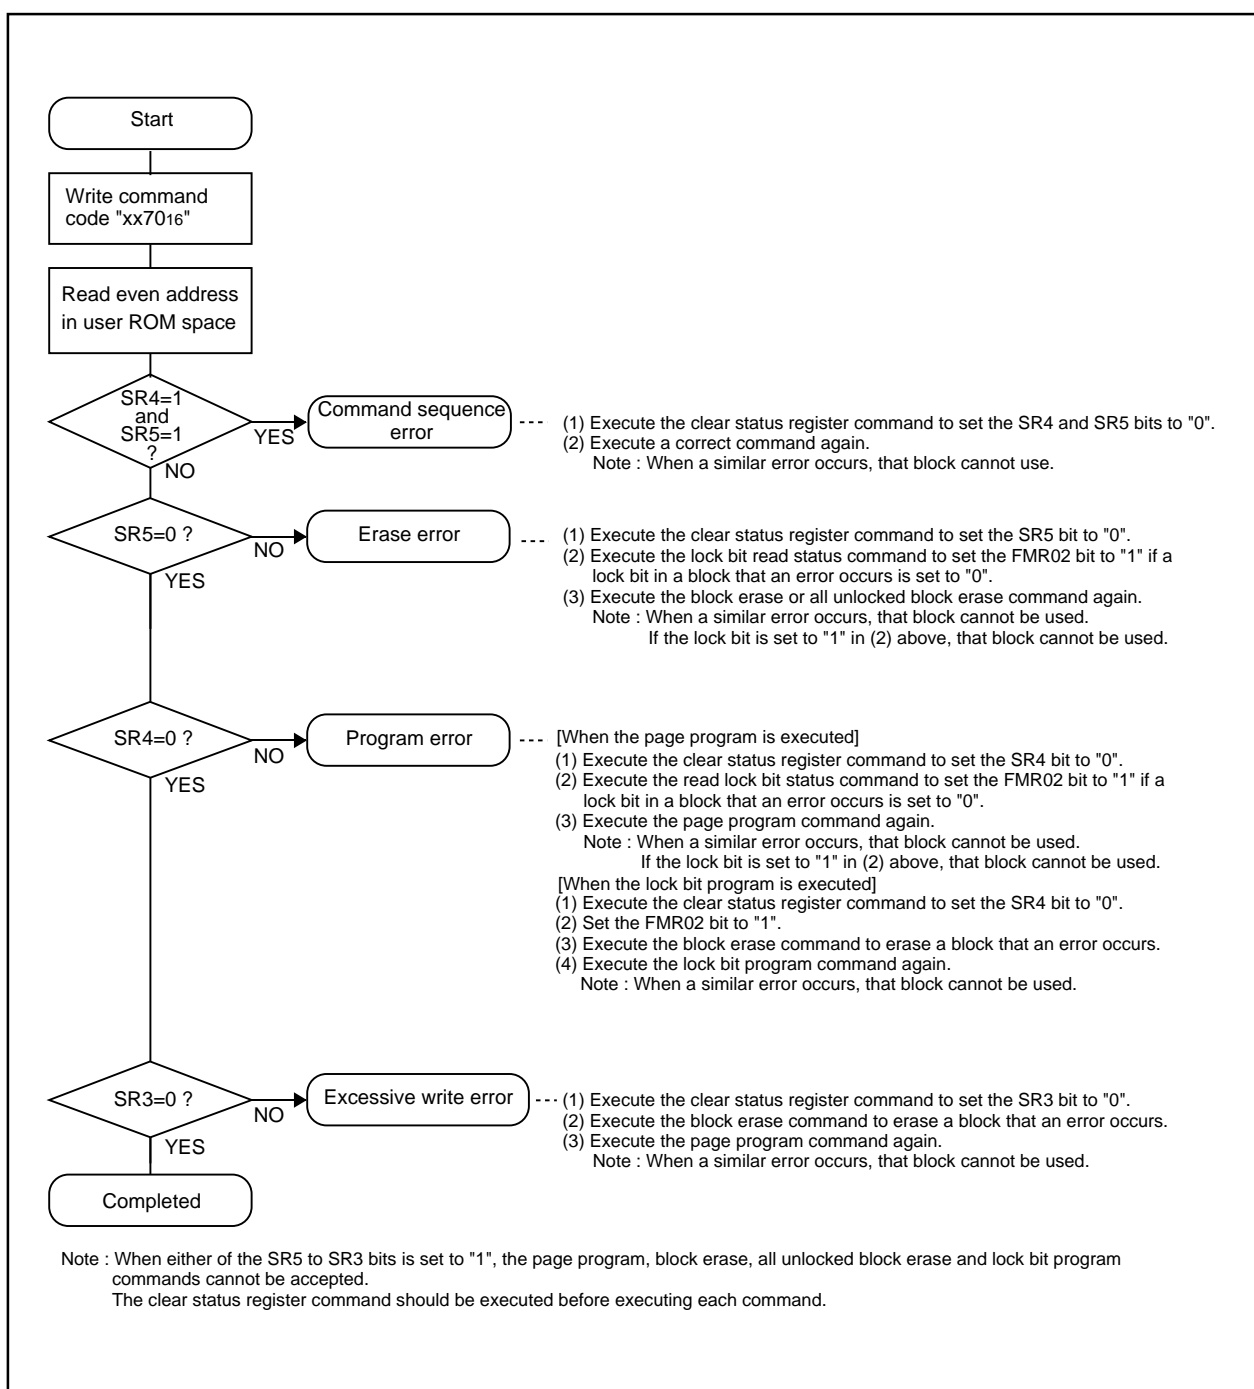 Start
Write command
code "xx7016"
Read even address
in user ROM space
SR4=1
and
SR5=1
?
YES
NO
Command sequence
error
(1) Execute the clear status register command to set the SR4 and SR5 bits to "0".
(2) Execute a correct command again.
Note : When a similar error occurs, that block cannot use.
SR5=0 ?
NO
YES
Erase error
(1) Execute the clear status register command to set the SR5 bit to "0".
(2) Execute the lock bit read status command to set the FMR02 bit to "1" if a
lock bit in a block that an error occurs is set to "0".
(3) Execute the block erase or all unlocked block erase command again.
Note : When a similar error occurs, that block cannot be used.
If the lock bit is set to "1" in (2) above, that block cannot be used.
SR4=0 ?
NO
YES
Program error
[When the page program is executed]
(1) Execute the clear status register command to set the SR4 bit to "0".
(2) Execute the read lock bit status command to set the FMR02 bit to "1" if a
lock bit in a block that an error occurs is set to "0".
(3) Execute the page program command again.
Note : When a similar error occurs, that block cannot be used.
If the lock bit is set to "1" in (2) above, that block cannot be used.
[When the lock bit program is executed]
(1) Execute the clear status register command to set the SR4 bit to "0".
(2) Set the FMR02 bit to "1".
(3) Execute the block erase command to erase a block that an error occurs.
(4) Execute the lock bit program command again.
Note : When a similar error occurs, that block cannot be used.
SR3=0 ?
NO
YES
Excessive write error
(1) Execute the clear status register command to set the SR3 bit to "0".
(2) Execute the block erase command to erase a block that an error occurs.
(3) Execute the page program command again.
Note : When a similar error occurs, that block cannot be used.
Completed
Note : When either of the SR5 to SR3 bits is set to "1", the page program, block erase, all unlocked block erase and lock bit program
commands cannot be accepted.
The clear status register command should be executed before executing each command.